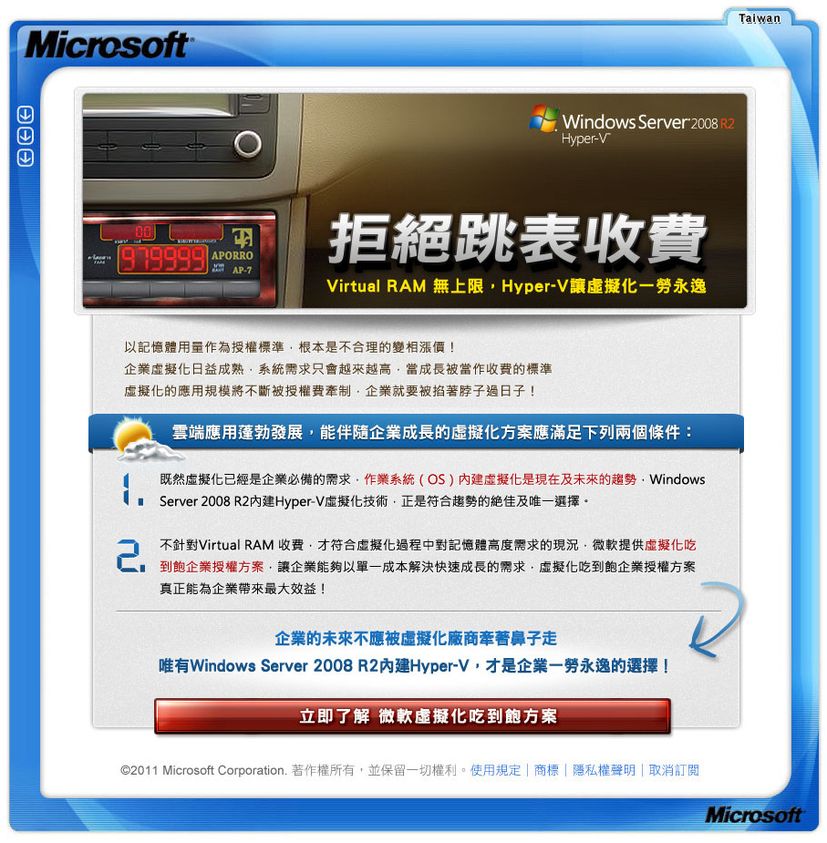 Taiwan
Microsoft
Windows Server 2008 R2
Hyper-V
00
979999
APORRO
AP-7
拒絕跳表收費
Virtual RAM 無上限，Hyper-V讓虛擬化一勞永逸
以記憶體用量作為授權標準，根本是不合理的變相漲價！
企業虛擬化日益成熟，系統需求只會越來越高，當成長被當作收費的標準
虛擬化的應用規模將不斷被授權費牽制，企業就要被掐著脖子過日子！
雲端應用蓬勃發展，能伴隨企業成長的虛擬化方案應滿足下列兩個條件：
1. 既然虛擬化已經是企業必備的需求，作業系統（OS）內建虛擬化是現在及未來的趨勢，Windows
Server 2008 R2內建Hyper-V虛擬化技術，正是符合趨勢的絕佳及唯一選擇。
2. 不針對Virtual RAM 收費，才符合虛擬化過程中對記憶體高度需求的現況，微軟提供虛擬化吃
到飽企業授權方案，讓企業能夠以單一成本解決快速成長的需求，虛擬化吃到飽企業授權方案
真正能為企業帶來最大效益！
企業的未來不應被虛擬化廠商牽著鼻子走
唯有Windows Server 2008 R2內建Hyper-V，才是企業一勞永逸的選擇！
立即了解 微軟虛擬化吃到飽方案
©2011 Microsoft Corporation. 著作權所有，並保留一切權利。使用規定｜商標｜隱私權聲明｜取消訂閱
Microsoft